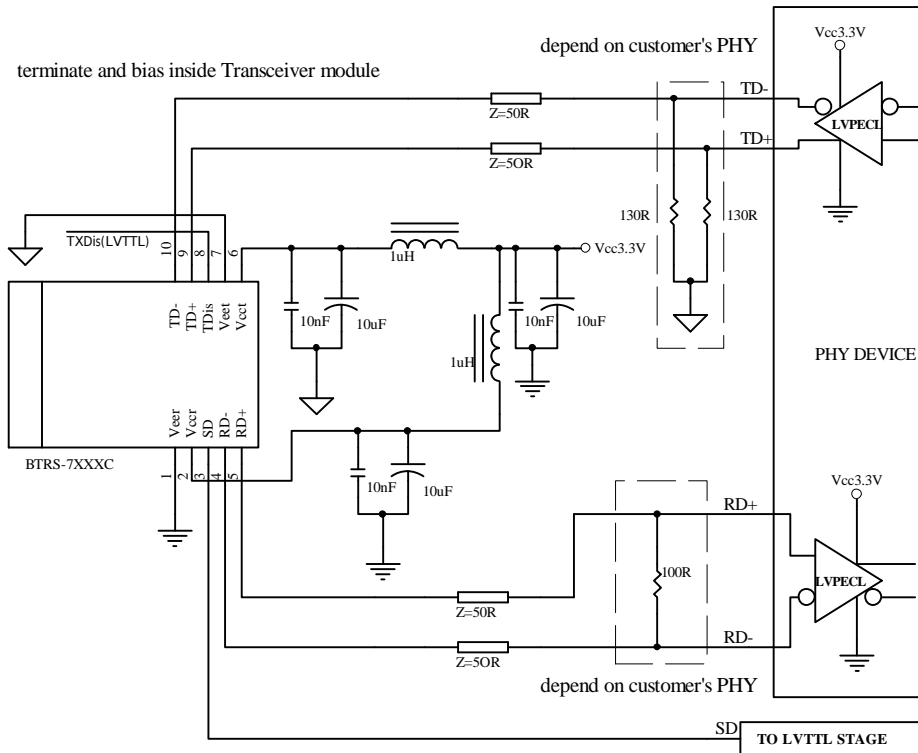 depend on customer's PHY
Vcc3.3V
terminate and bias inside Transceiver module
TD-
LVPECL
Z=50R
TD+
Z=5OR
130R
130R
TXDis(LVTTL)
10
9
8
7
6
1uH
Vcc3.3V
TD-
TD+
TDis
Veet
Vcct
10nF
10uF
10nF
10uF
1uH
PHY DEVICE
Veer
Vccr
SD
RD-
RD+
BTRS-7XXXC
1
2
3
4
5
10nF
10uF
Vcc3.3V
RD+
100R
LVPECL
Z=50R
RD-
Z=5OR
depend on customer's PHY
SD
TO LVTTL STAGE